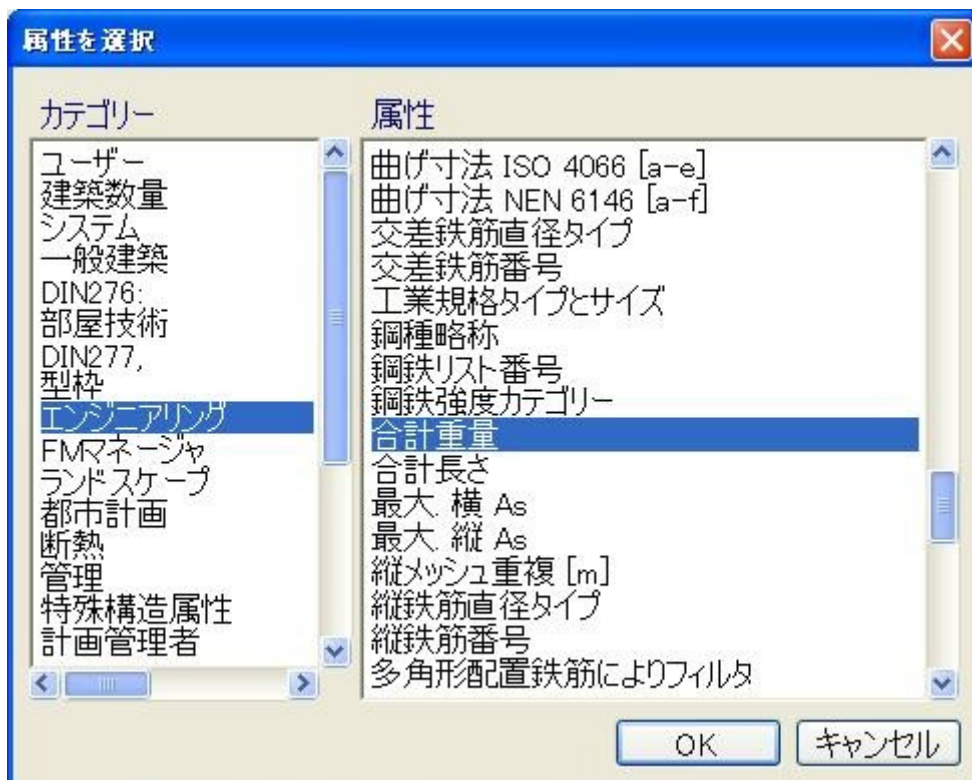 属性を選択
カテゴリー
ユーザー
建築数量
システム
一般建築
DIN276:
部屋技術
DIN277,
型枠
エンジニアリング
FMマネージャ
ランドスケープ
都市計画
断熱
管理
特殊構造属性
計画管理者
属性
曲げ寸法 ISO 4066 [a-e]
曲げ寸法 NEN 6146 [a-f]
交差鉄筋直径タイプ
交差鉄筋番号
工業規格タイプとサイズ
鋼種略称
鋼鉄リスト番号
鋼鉄強度カテゴリー
合計重量
合計長さ
最大. 横 As
最大. 縦 As
縦メッシュ重複 [m]
縦鉄筋直径タイプ
縦鉄筋番号
多角形配置鉄筋によりフィルタ
OK
キャンセル